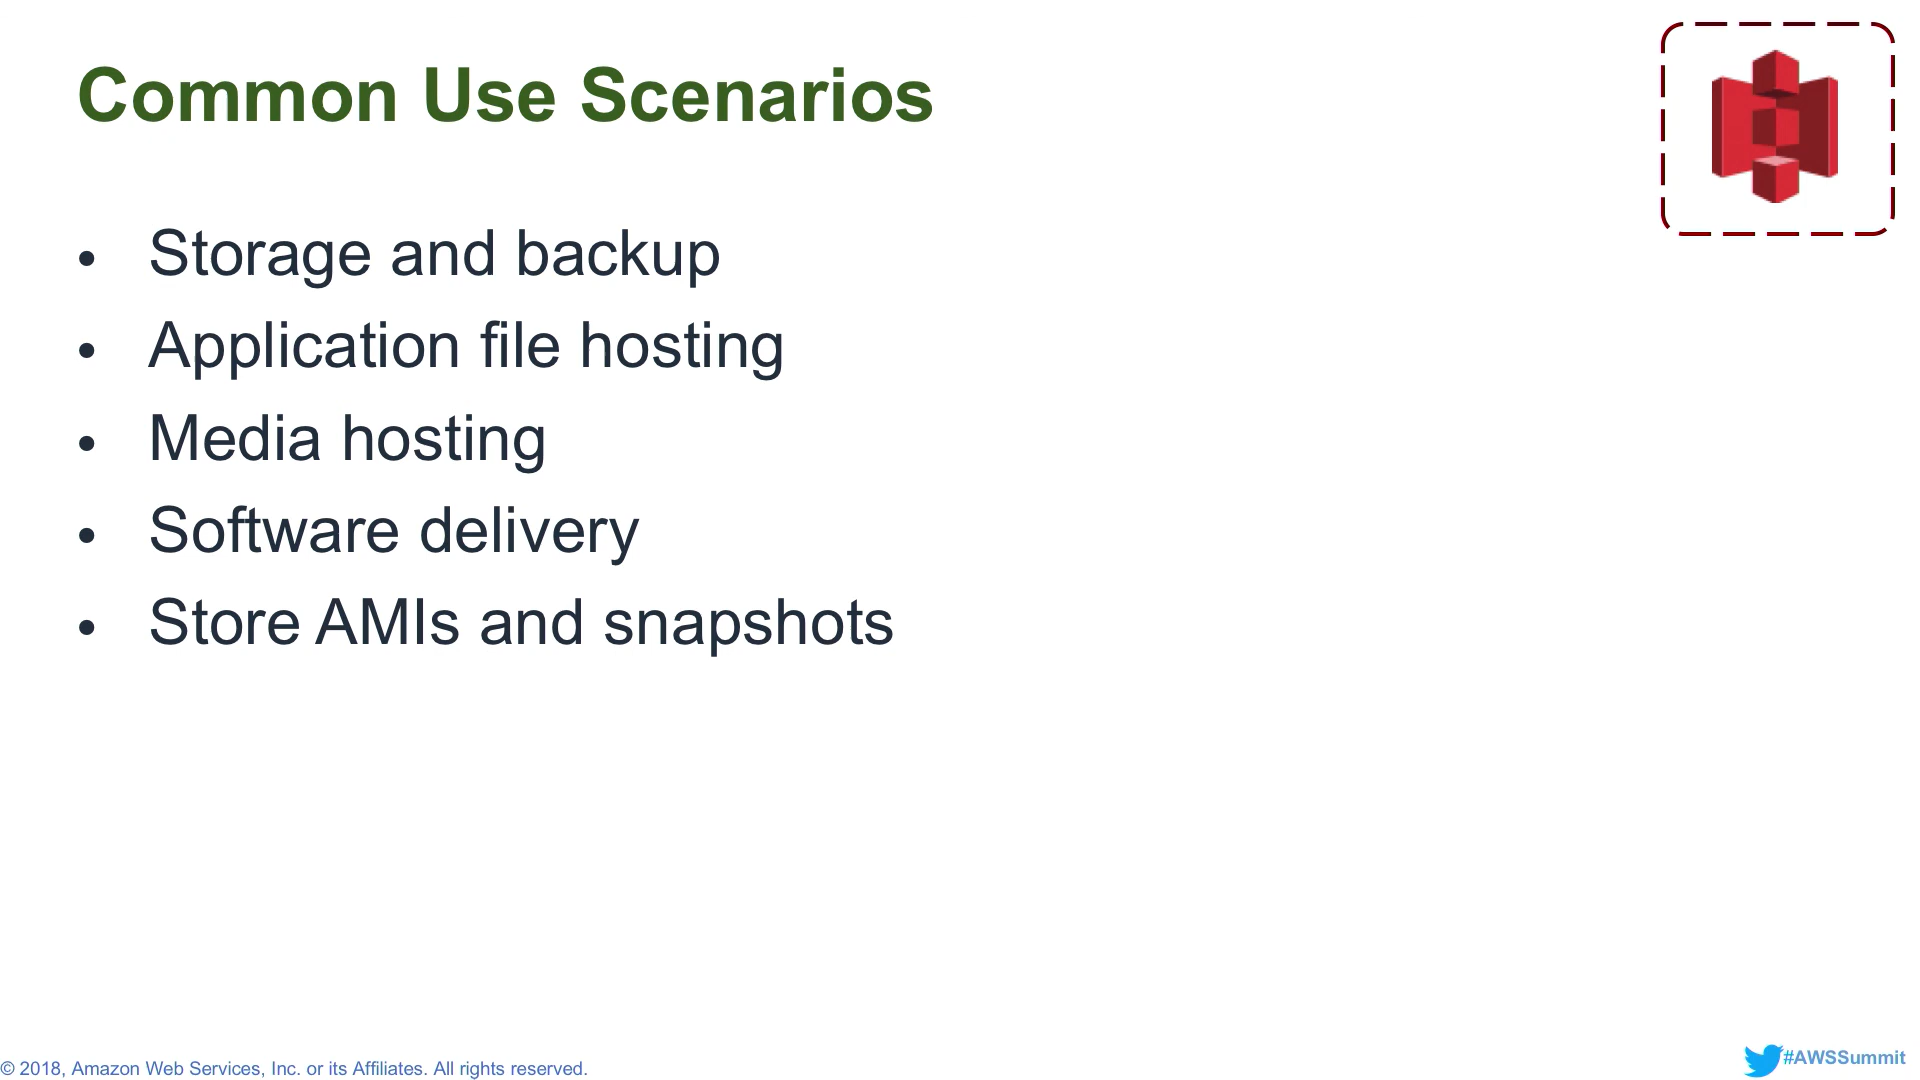 Common Use Scenarios
• Storage and backup
• Application file hosting
• Media hosting
• Software delivery
• Store AMIs and snapshots
© 2018, Amazon Web Services, Inc. or its Affiliates. All rights reserved.
#AWSSummit